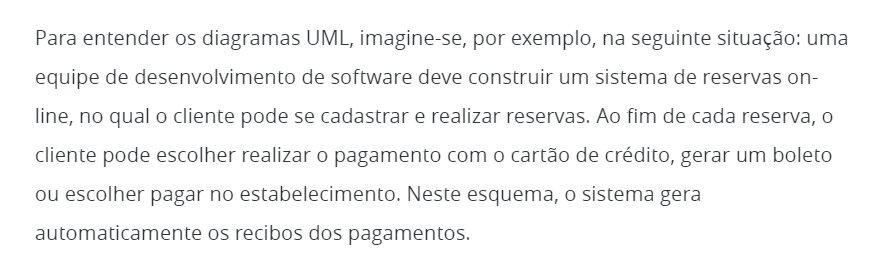 Para entender os diagramas UML, imagine-se, por exemplo, na seguinte situação: uma
equipe de desenvolvimento de software deve construir um sistema de reservas on-
line, no qual o cliente pode se cadastrar e realizar reservas. Ao fim de cada reserva, o
cliente pode escolher realizar o pagamento com o cartão de crédito, gerar um boleto
ou escolher pagar no estabelecimento. Neste esquema, o sistema gera
automaticamente os recibos dos pagamentos.